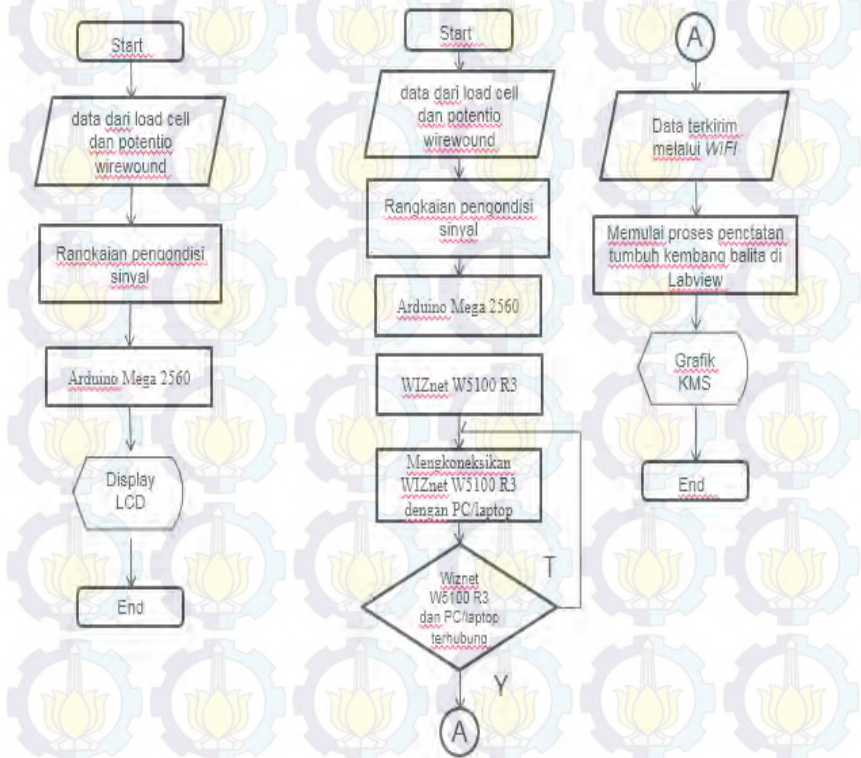 Start
data dari load cell
dan potentio
wirewound
Rangkaian pengondisi
sinyal
Arduino Mega 2560
Display
LCD
End
Start
data dari load cell
dan potentio
wirewound
Rangkaian pengondisi
sinyal
Arduino Mega 2560
WIZnet W5100 R3
Mengkoneksikan
WIZnet W5100 R3
dengan PC/laptop
Wiznet
W5100 R3
dan PC/laptop
terhubung
T
Y
A
A
Data terkirim
melalui WiFI
Memulai proses penctatan
tumbuh kembang balita di
Labview
Grafik
KMS
End